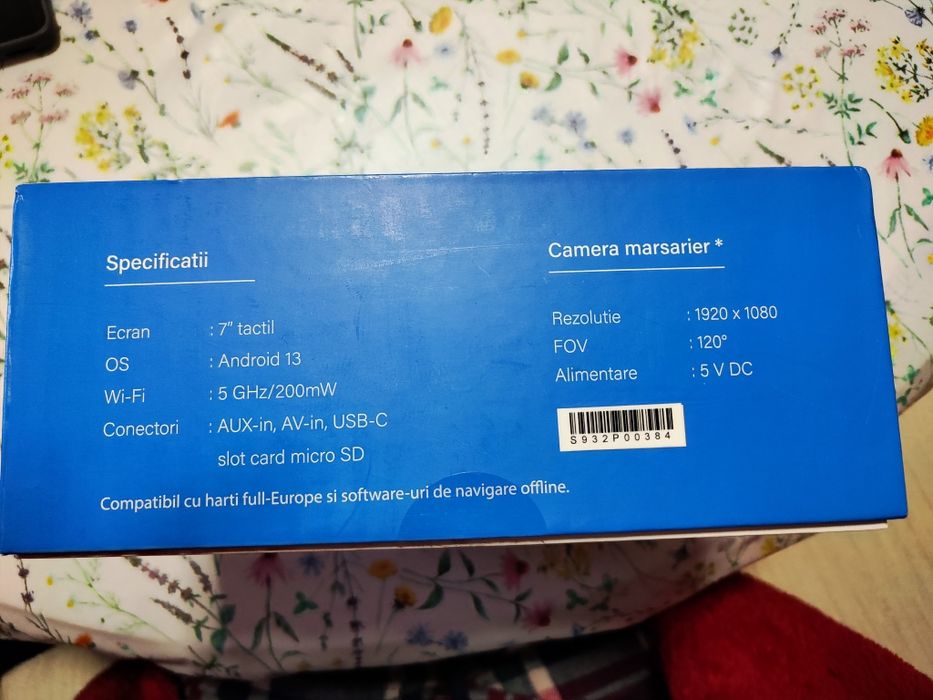 Specificatii
Ecran : 7” tactil
OS : Android 13
Wi-Fi : 5 GHz/200mW
Conectori : AUX-in, AV-in, USB-C
slot card micro SD
Compatibil cu harti full-Europe si software-uri de navigare offline.
Camera marsarier *
Rezolutie : 1920 x 1080
FOV : 120°
Alimentare : 5 V DC
S932P00384